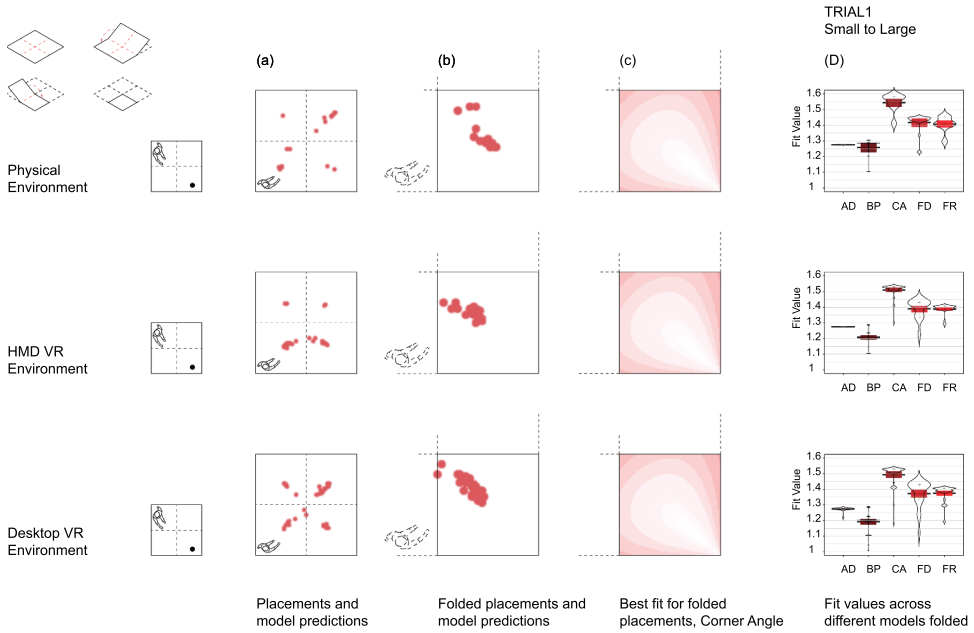 TRIAL1
Small to Large
(a)
(b)
(c)
(D)
Physical
Environment
Fit Value
1.6
1.5
1.4
1.3
1.2
1.1
1
AD BP CA FD FR
HMD VR
Environment
Fit Value
1.6
1.5
1.4
1.3
1.2
1.1
1
AD BP CA FD FR
Desktop VR
Environment
Fit Value
1.6
1.5
1.4
1.3
1.2
1.1
1
AD BP CA FD FR
Placements and
model predictions
Folded placements and
model predictions
Best fit for folded
placements, Corner Angle
Fit values across
different models folded